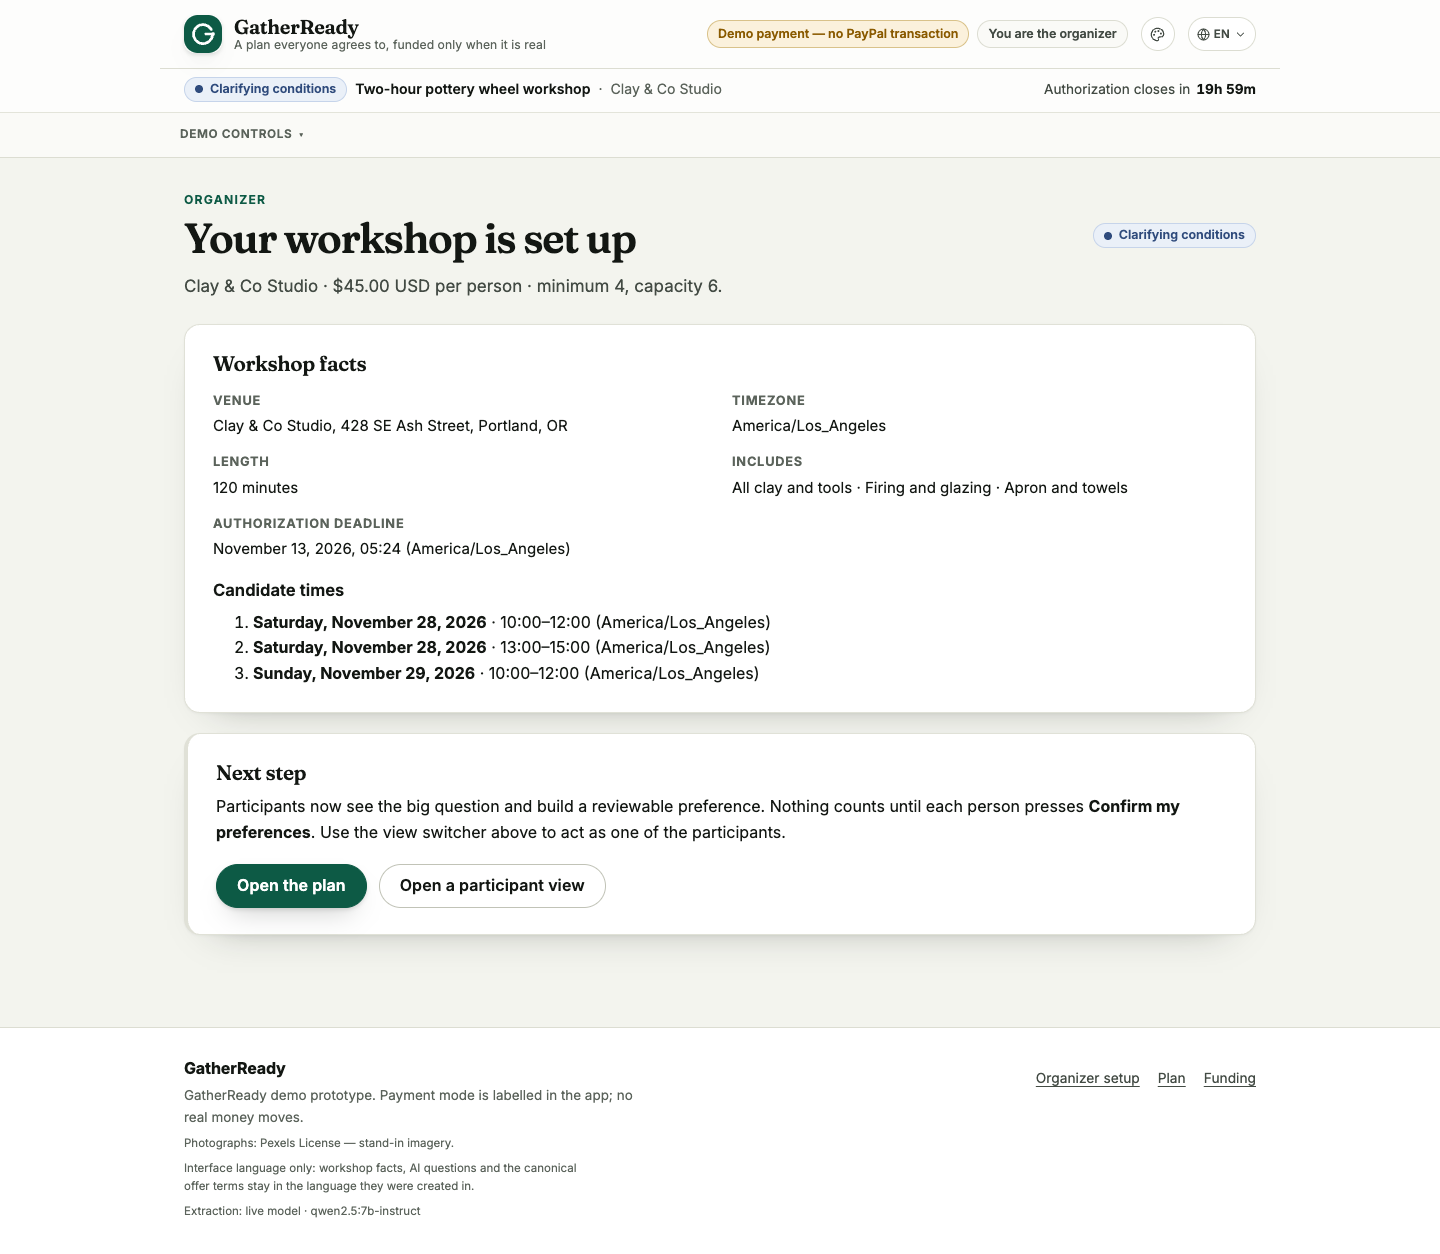 GatherReady
A plan everyone agrees to, funded only when it is real
Demo payment — no PayPal transaction
You are the organizer
EN
Clarifying conditions
Two-hour pottery wheel workshop · Clay & Co Studio
Authorization closes in 19h 59m
DEMO CONTROLS
ORGANIZER
Your workshop is set up
Clarifying conditions
Clay & Co Studio · $45.00 USD per person · minimum 4, capacity 6.
Workshop facts
VENUE
Clay & Co Studio, 428 SE Ash Street, Portland, OR
TIMEZONE
America/Los_Angeles
LENGTH
120 minutes
INCLUDES
All clay and tools · Firing and glazing · Apron and towels
AUTHORIZATION DEADLINE
November 13, 2026, 05:24 (America/Los_Angeles)
Candidate times
1. Saturday, November 28, 2026 · 10:00–12:00 (America/Los_Angeles)
2. Saturday, November 28, 2026 · 13:00–15:00 (America/Los_Angeles)
3. Sunday, November 29, 2026 · 10:00–12:00 (America/Los_Angeles)
Next step
Participants now see the big question and build a reviewable preference. Nothing counts until each person presses Confirm my
preferences. Use the view switcher above to act as one of the participants.
Open the plan
Open a participant view
GatherReady
GatherReady demo prototype. Payment mode is labelled in the app; no
real money moves.
Photographs: Pexels License — stand-in imagery.
Interface language only: workshop facts, AI questions and the canonical
offer terms stay in the language they were created in.
Extraction: live model · qwen2.5:7b-instruct
Organizer setup
Plan
Funding